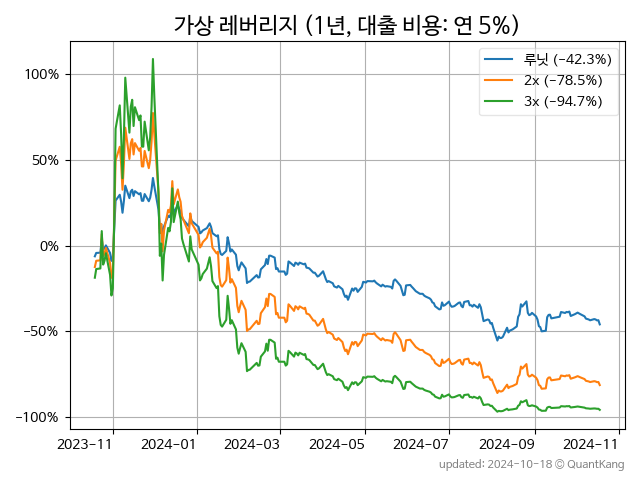 가상 레버리지 (1년, 대출 비용: 연 5%)
루닛 (−42.3%)
2x (−78.5%)
3x (−94.7%)
100%
50%
0%
−50%
−100%
2023-11 2024-01 2024-03 2024-05 2024-07 2024-09 2024-11
updated: 2024-10-18 © QuantKang